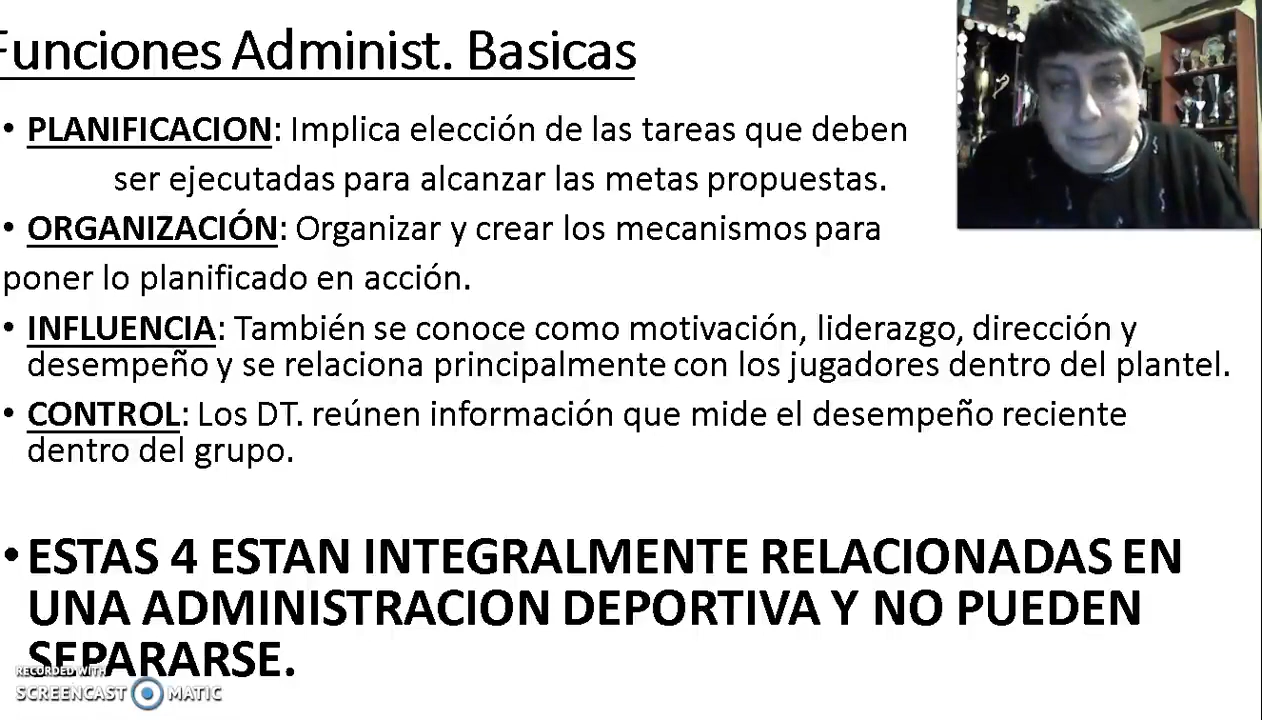 Funciones Administ. Basicas
• PLANIFICACION: Implica elección de las tareas que deben
ser ejecutadas para alcanzar las metas propuestas.
• ORGANIZACIÓN: Organizar y crear los mecanismos para
poner lo planificado en acción.
• INFLUENCIA: También se conoce como motivación, liderazgo, dirección y
desempeño y se relaciona principalmente con los jugadores dentro del plantel.
• CONTROL: Los DT. reúnen información que mide el desempeño reciente
dentro del grupo.
• ESTAS 4 ESTAN INTEGRALMENTE RELACIONADAS EN
UNA ADMINISTRACION DEPORTIVA Y NO PUEDEN
SEPARARSE.
RECORDED WITH
SCREENCAST MATIC